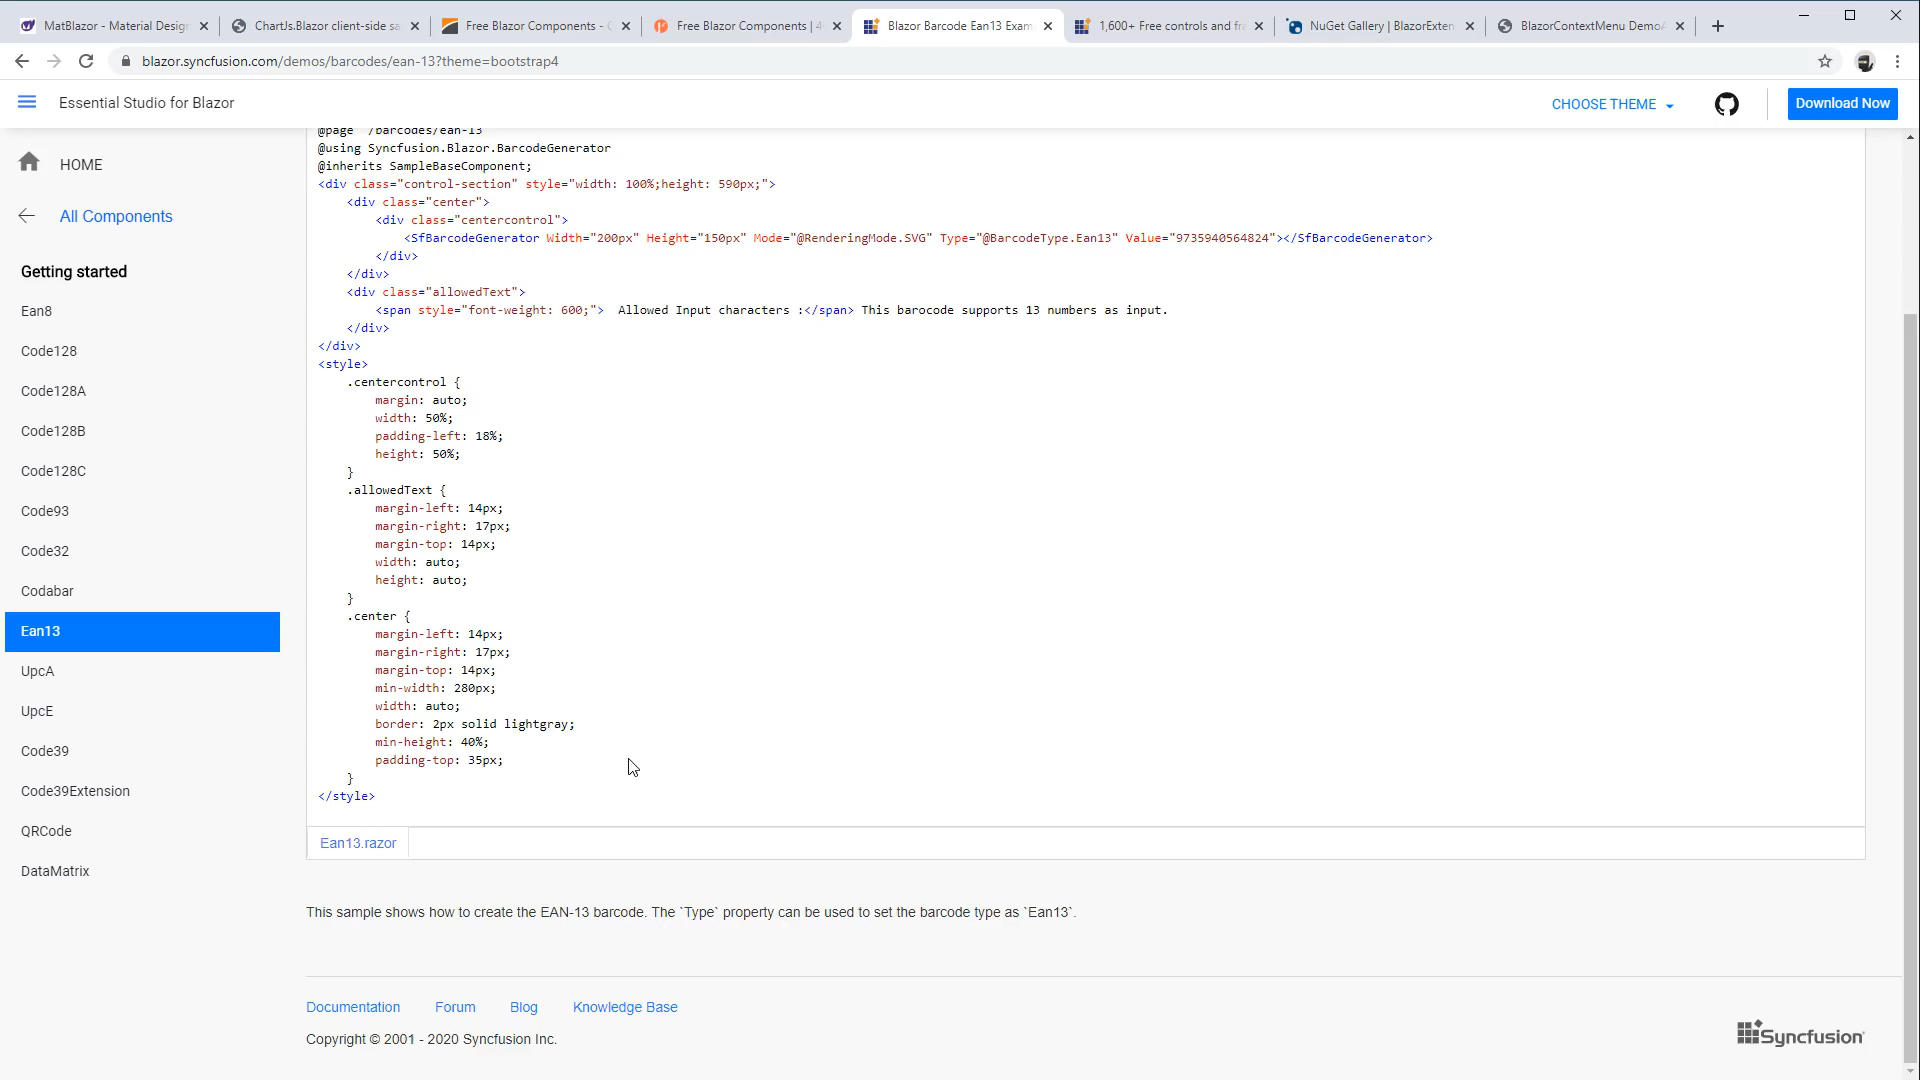 MatBlazor - Material Design
ChartJs.Blazor client-side sa
Free Blazor Components - 
Free Blazor Components | 4
Blazor Barcode Ean13 Exam
1,600+ Free controls and fra
NuGet Gallery | BlazorExten
BlazorContextMenu Demo
blazor.syncfusion.com/demos/barcodes/ean-13?theme=bootstrap4
Essential Studio for Blazor
CHOOSE THEME
Download Now
HOME
All Components
Getting started
Ean8
Code128
Code128A
Code128B
Code128C
Code93
Code32
Codabar
Ean13
UpcA
UpcE
Code39
Code39Extension
QRCode
DataMatrix
@page "/barcodes/ean-13"
@using Syncfusion.Blazor.BarcodeGenerator
@inherits SampleBaseComponent;
<div class="control-section" style="width: 100%;height: 590px;">
<div class="center">
<div class="centercontrol">
<SfBarcodeGenerator Width="200px" Height="150px" Mode="@RenderingMode.SVG" Type="@BarcodeType.Ean13" Value="9735940564824"></SfBarcodeGenerator>
</div>
</div>
<div class="allowedText">
<span style="font-weight: 600;">  Allowed Input characters :</span> This barocode supports 13 numbers as input.
</div>
</div>
<style>
.centercontrol {
margin: auto;
width: 50%;
padding-left: 18%;
height: 50%;
}
.allowedText {
margin-left: 14px;
margin-right: 17px;
margin-top: 14px;
width: auto;
height: auto;
}
.center {
margin-left: 14px;
margin-right: 17px;
margin-top: 14px;
min-width: 280px;
width: auto;
border: 2px solid lightgray;
min-height: 40%;
padding-top: 35px;
}
</style>
Ean13.razor
This sample shows how to create the EAN-13 barcode. The `Type` property can be used to set the barcode type as `Ean13`.
Documentation Forum Blog Knowledge Base
Copyright © 2001 - 2020 Syncfusion Inc.
Syncfusion